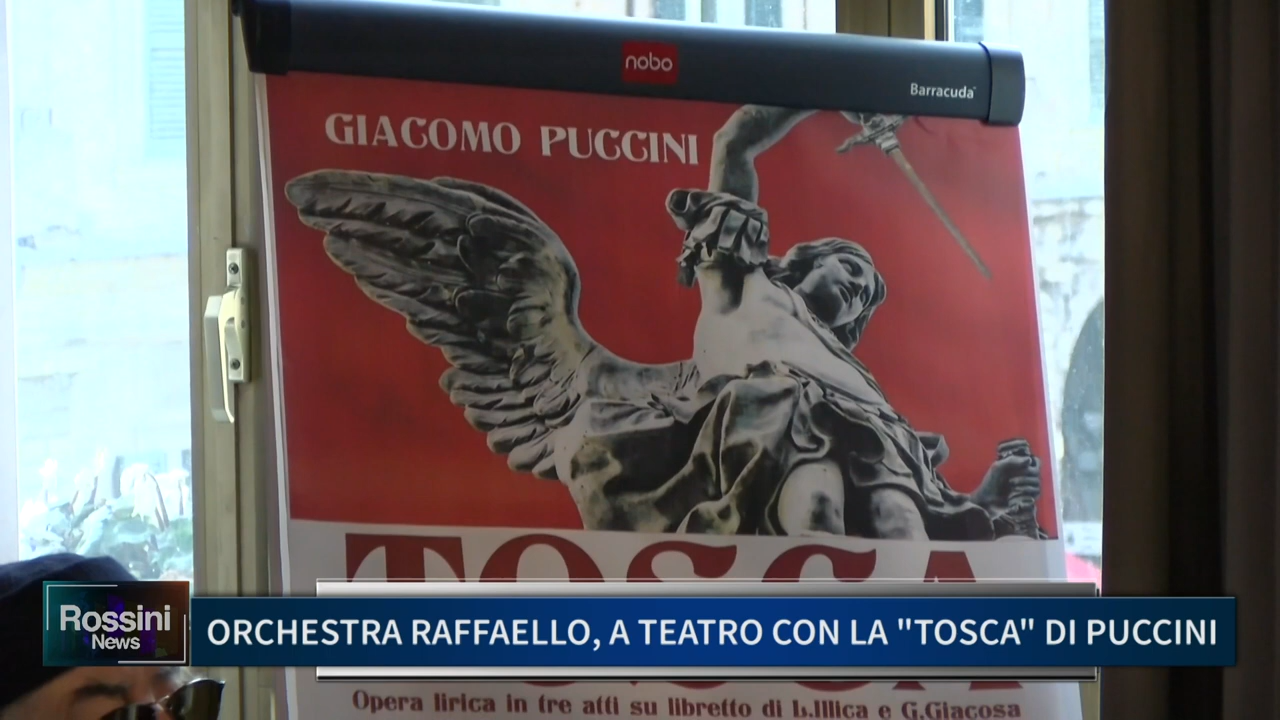 nobo
Barracuda
GIACOMO PUCCINI
TOSCA
Rossini
News
ORCHESTRA RAFFAELLO, A TEATRO CON LA "TOSCA" DI PUCCINI
Opera lirica in tre atti su libretto di L.Illica e G.Giacosa